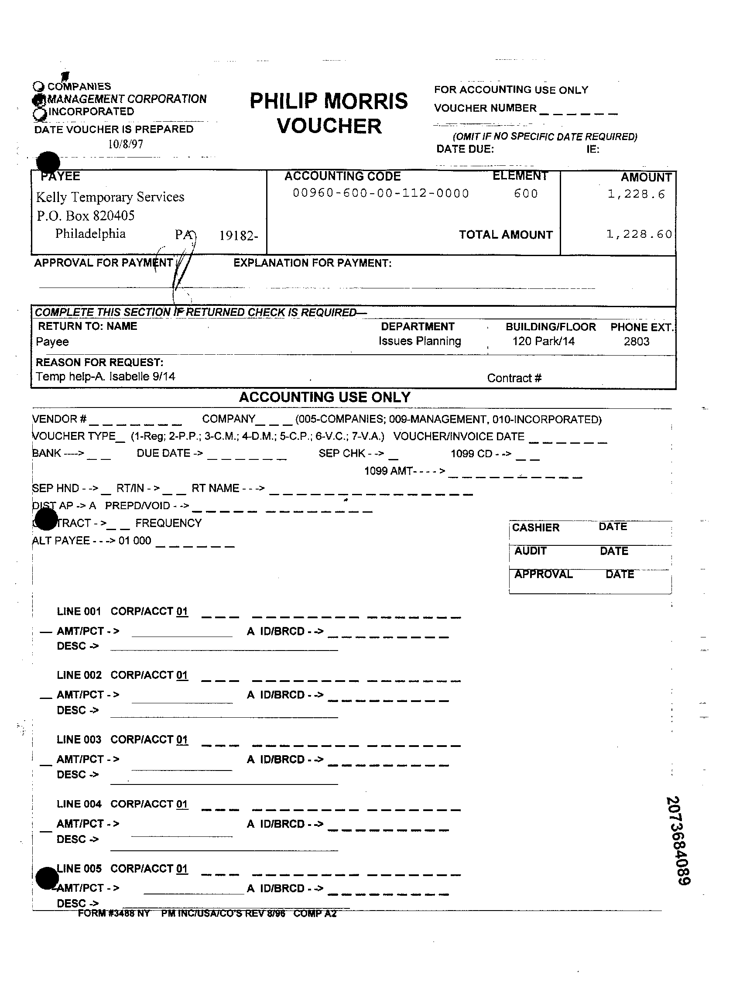 COMPANIES
MANAGEMENT CORPORATION
INCORPORATED
PHILIP MORRIS
VOUCHER
FOR ACCOUNTING USE ONLY
VOUCHER NUMBER _ _ _ _ _ _
DATE VOUCHER IS PREPARED
10/8/97
(OMIT IF NO SPECIFIC DATE REQUIRED)
DATE DUE: IE:
PAYEE ACCOUNTING CODE ELEMENT AMOUNT
Kelly Temporary Services 00960-600-00-112-0000 600 1,228.6
P.O. Box 820405
Philadelphia PA 19182- TOTAL AMOUNT 1,228.60
APPROVAL FOR PAYMENT EXPLANATION FOR PAYMENT:
COMPLETE THIS SECTION IF RETURNED CHECK IS REQUIRED—
RETURN TO: NAME DEPARTMENT BUILDING/FLOOR PHONE EXT.
Payee Issues Planning 120 Park/14 2803
REASON FOR REQUEST:
Temp help-A. Isabelle 9/14 Contract #
ACCOUNTING USE ONLY
VENDOR # _ _ _ _ _ _ _ COMPANY_ _ _ (005-COMPANIES; 009-MANAGEMENT, 010-INCORPORATED)
VOUCHER TYPE_ (1-Reg; 2-P.P.; 3-C.M.; 4-D.M.; 5-C.P.; 6-V.C.; 7-V.A.) VOUCHER/INVOICE DATE _ _ _ _ _ _
BANK ----> _ _ DUE DATE -> _ _ _ _ _ _ SEP CHK - -> _ 1099 CD - -> _ _
1099 AMT- - - - > _ _ _ _ _ _ _ _ _ _
SEP HND - -> _ RT/IN - > _ _ RT NAME - - -> _ _ _ _ _ _ _ _ _ _ _ _ _ _ _
DIST AP -> A PREPD/VOID - -> _ _ _ _ _ _ _ _ _ _ _ _ _
TRACT - >_ _ FREQUENCY
ALT PAYEE - - -> 01 000 _ _ _ _ _ _
CASHIER DATE
AUDIT DATE
APPROVAL DATE
LINE 001 CORP/ACCT 01 _ _ _ _ _ _ _ _ _ _ _ _ _ _ _
— AMT/PCT - > A ID/BRCD - -> _ _ _ _ _ _ _ _ _
DESC ->
LINE 002 CORP/ACCT 01 _ _ _ _ _ _ _ _ _ _ _ _ _ _ _
— AMT/PCT - > A ID/BRCD - -> _ _ _ _ _ _ _ _ _
DESC ->
LINE 003 CORP/ACCT 01 _ _ _ _ _ _ _ _ _ _ _ _ _ _ _
— AMT/PCT - > A ID/BRCD - -> _ _ _ _ _ _ _ _ _
DESC ->
LINE 004 CORP/ACCT 01 _ _ _ _ _ _ _ _ _ _ _ _ _ _ _
— AMT/PCT - > A ID/BRCD - -> _ _ _ _ _ _ _ _ _
DESC ->
LINE 005 CORP/ACCT 01 _ _ _ _ _ _ _ _ _ _ _ _ _ _ _
AMT/PCT - > A ID/BRCD - -> _ _ _ _ _ _ _ _ _
DESC ->
FORM #3488 NY PM INC/USA/CO'S REV 8/96 COMP A2
2073684089